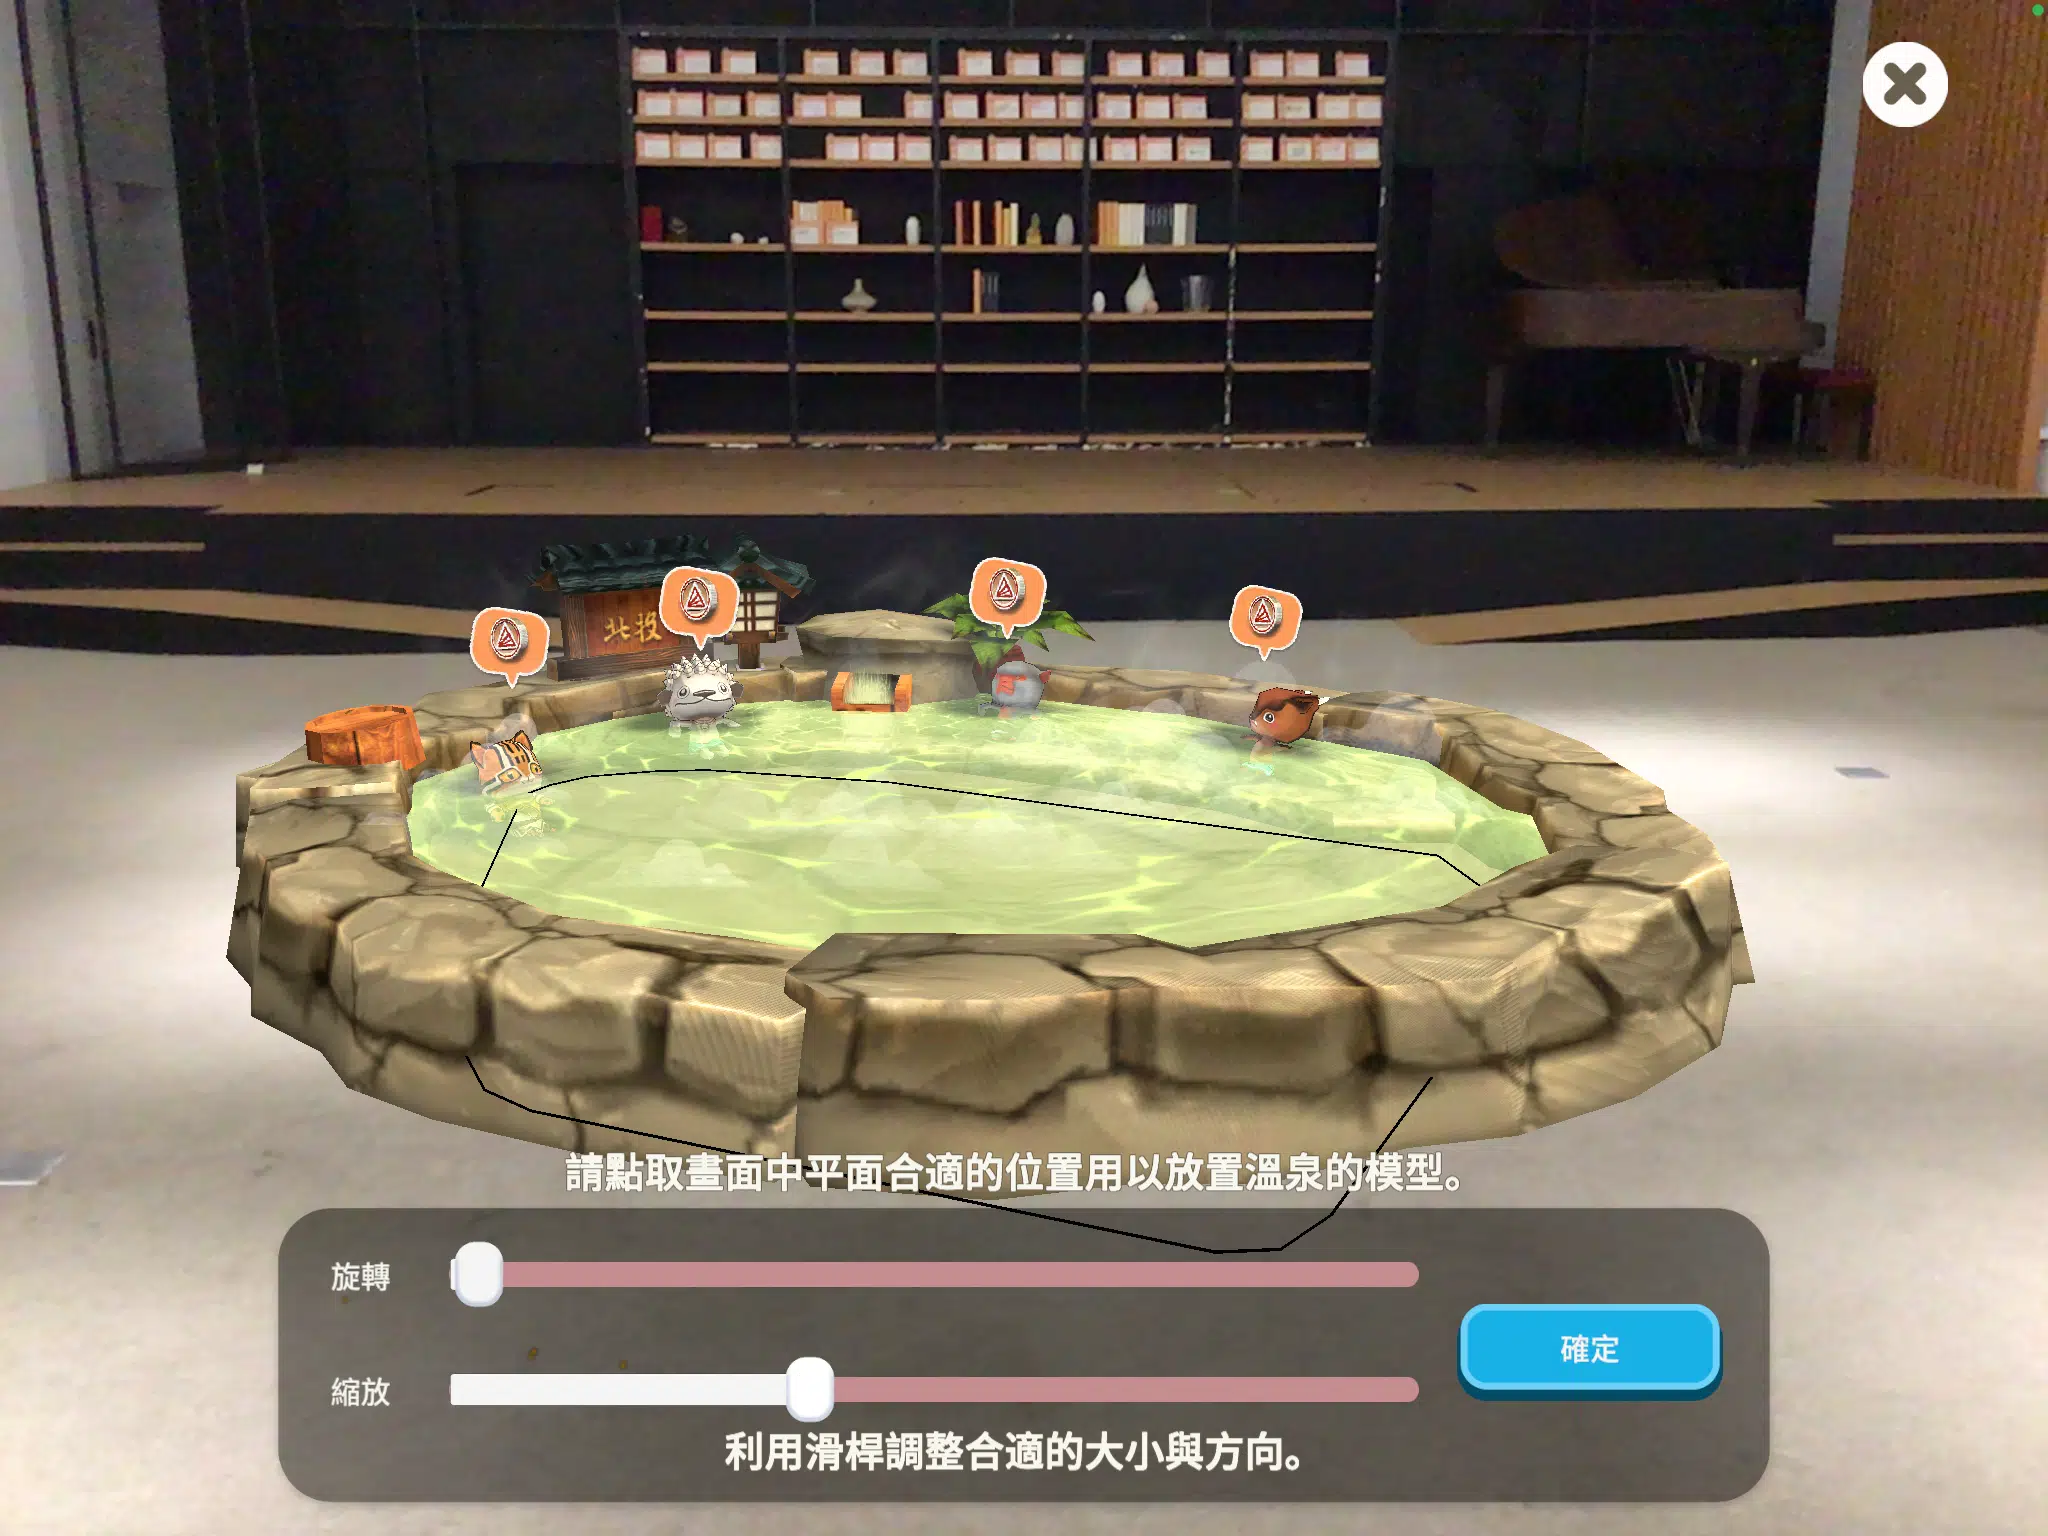 北投
請點取畫面中平面合適的位置用以放置溫泉的模型。
旋轉
確定
縮放
利用滑桿調整合適的大小與方向。